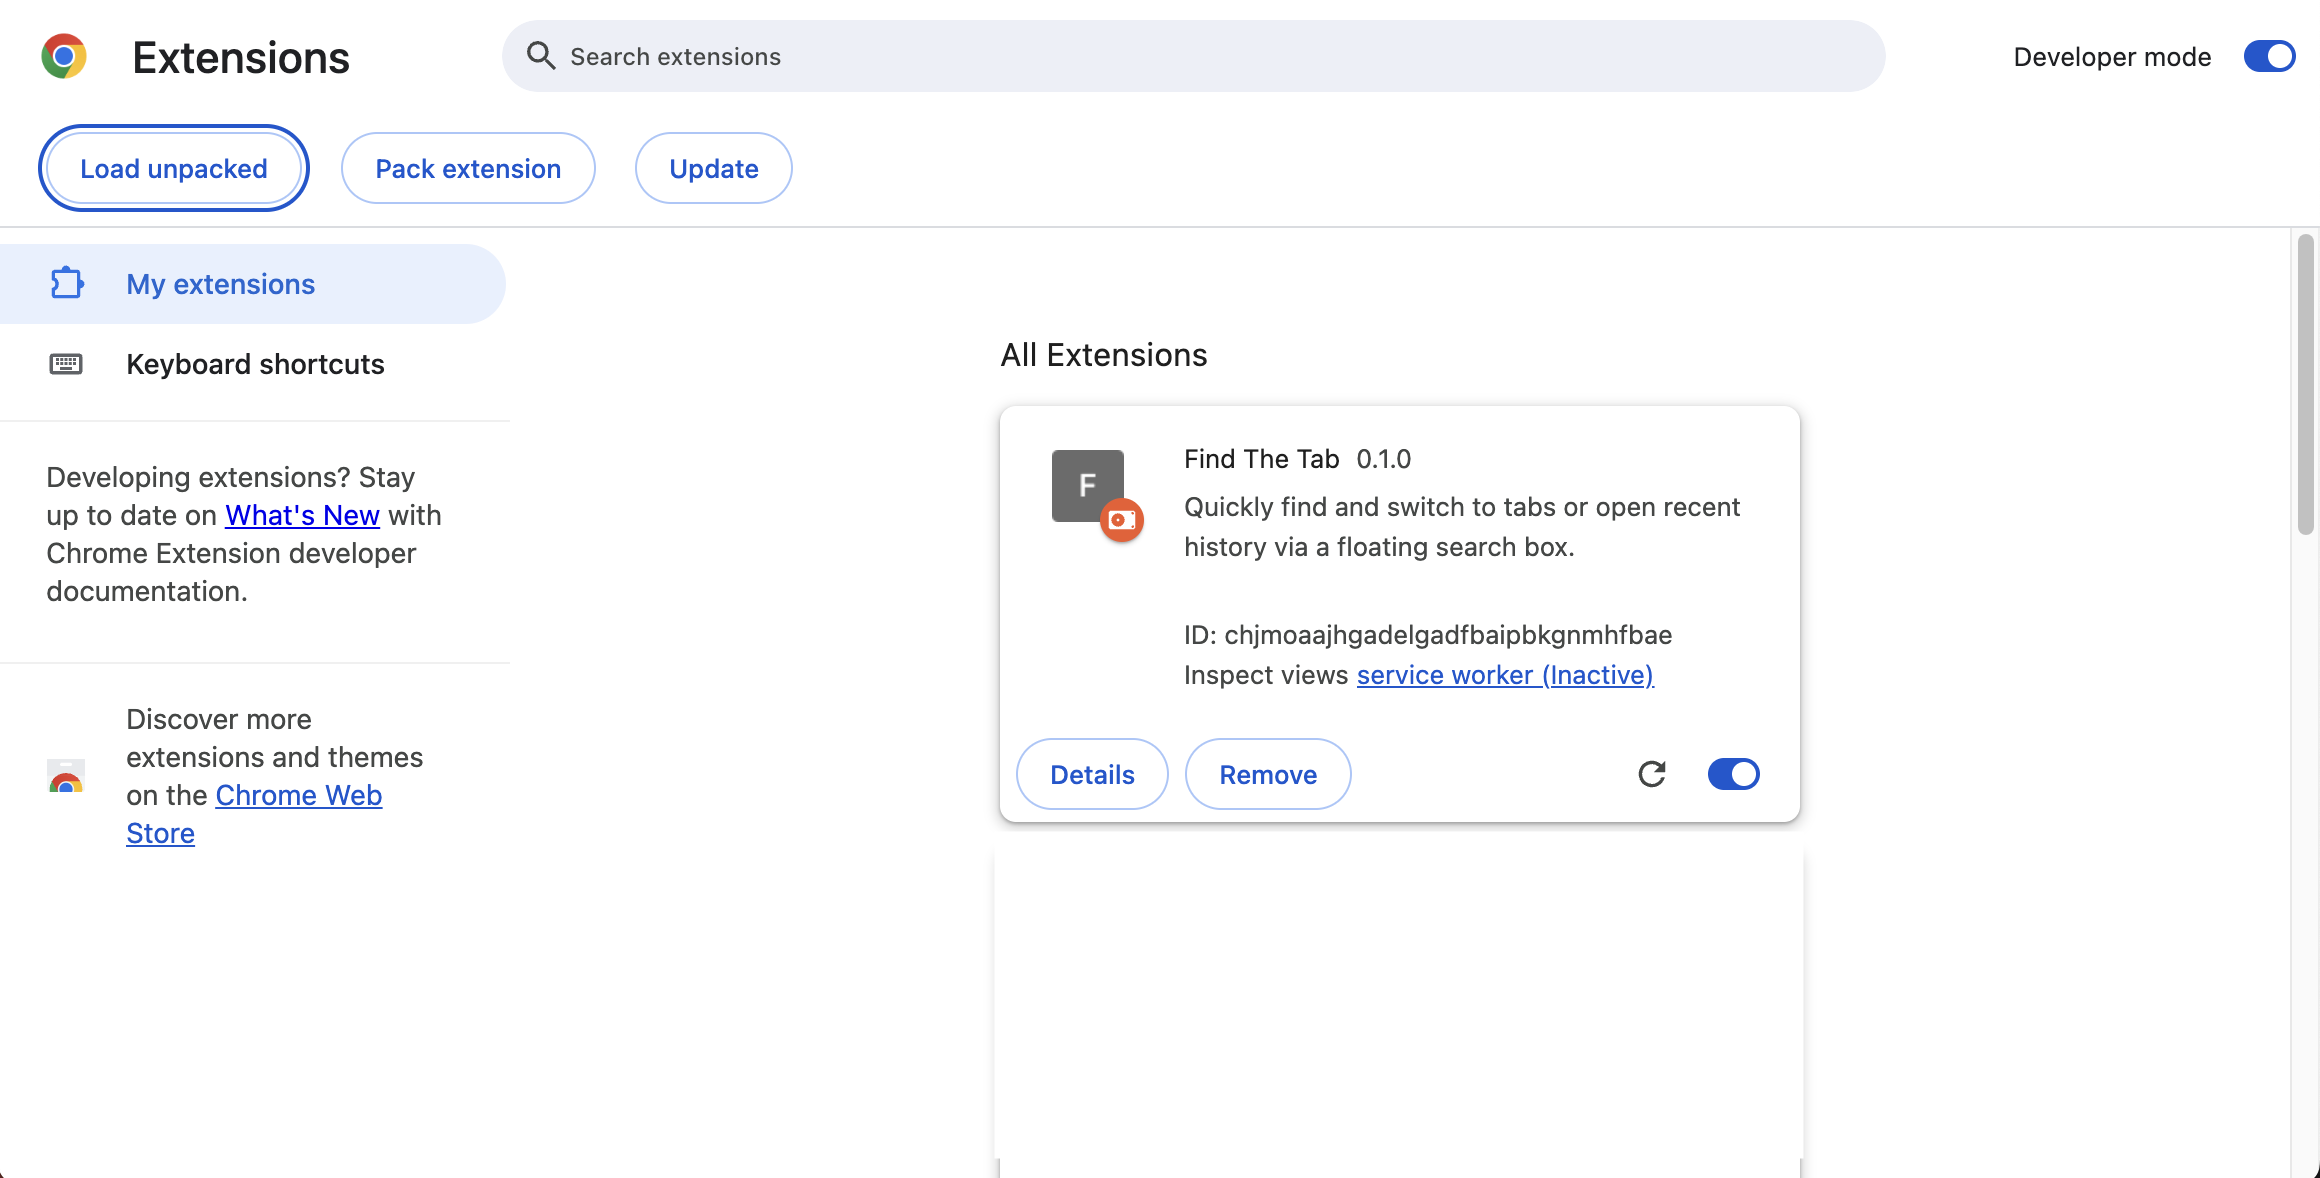 Extensions
Search extensions
Developer mode
Load unpacked
Pack extension
Update
My extensions
Keyboard shortcuts
Developing extensions? Stay
up to date on What's New with
Chrome Extension developer
documentation.
Discover more
extensions and themes
on the Chrome Web
Store
All Extensions
F
Find The Tab 0.1.0
Quickly find and switch to tabs or open recent
history via a floating search box.
ID: chjmoaajhgadelgadfbaipbkgnmhfbae
Inspect views service worker (Inactive)
Details
Remove